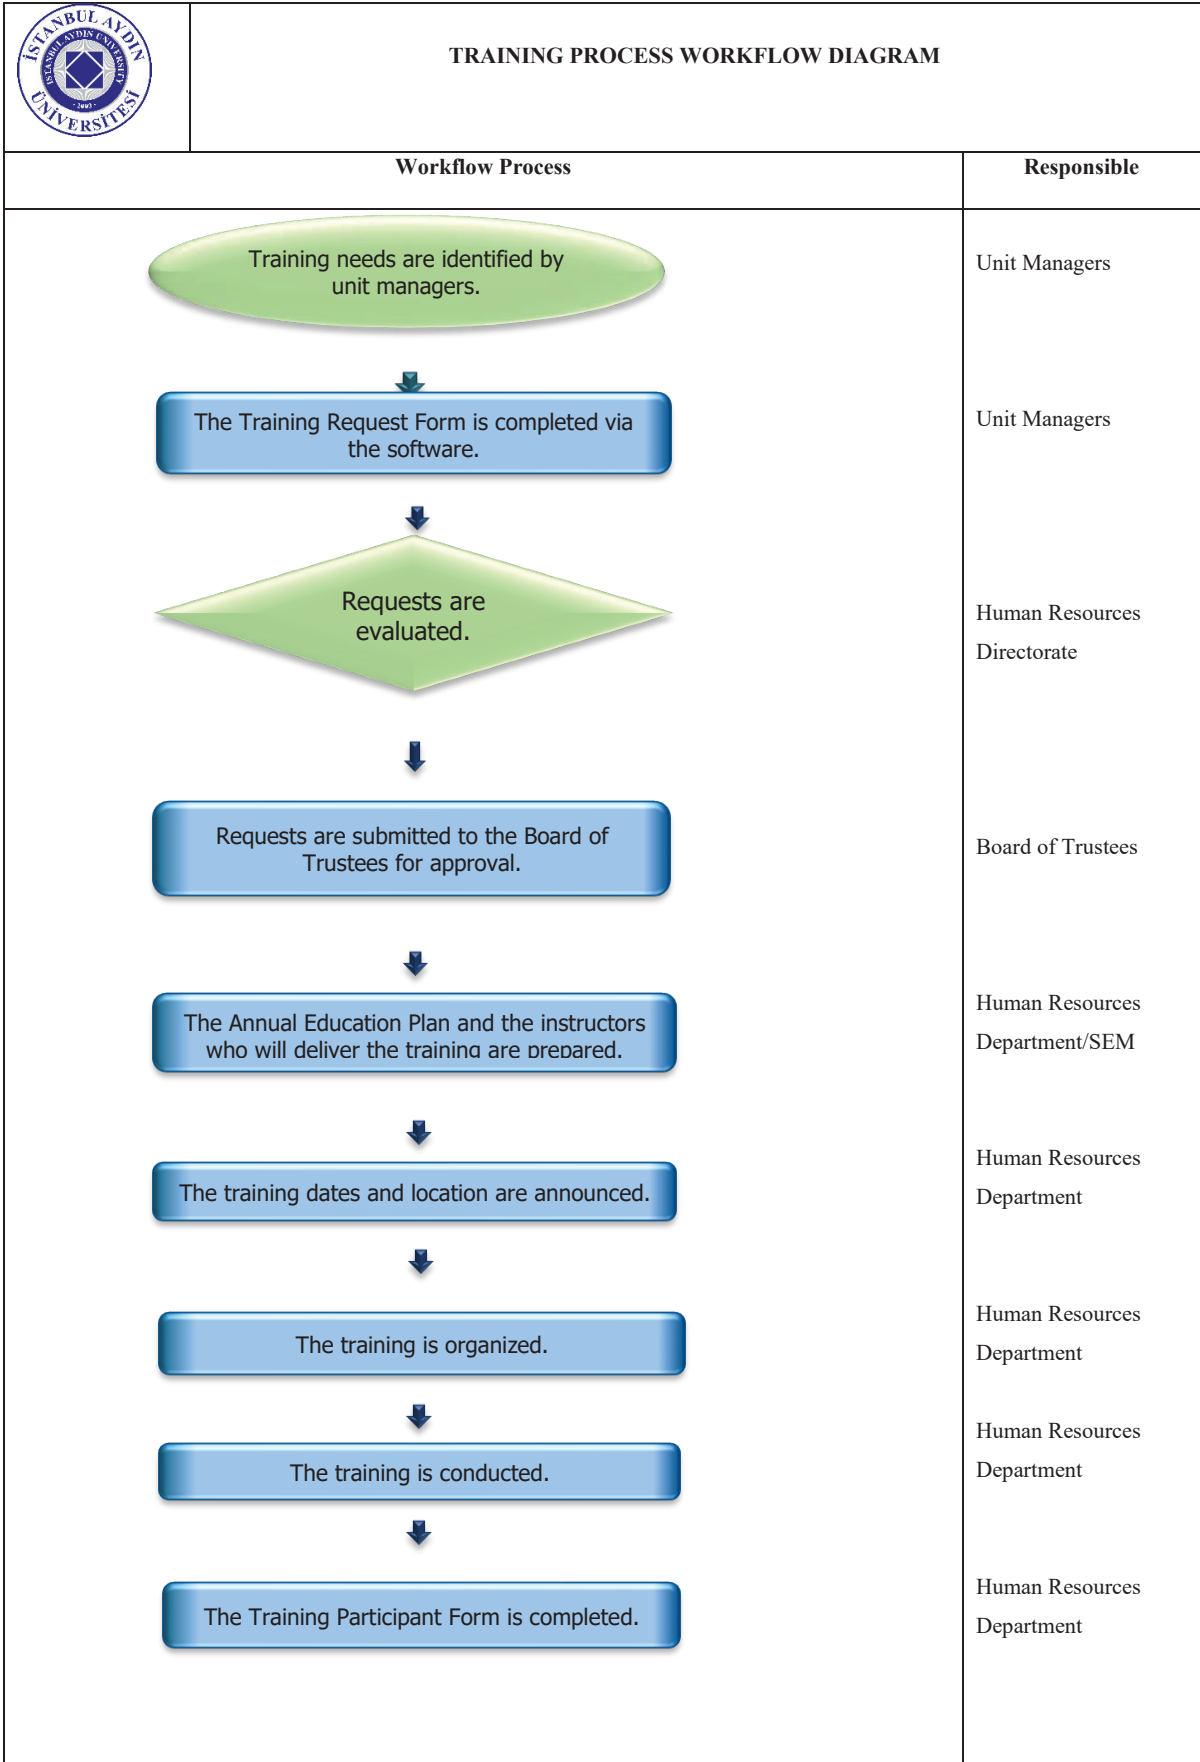 İSTANBUL AYDIN ÜNİVERSİTESİ
ISTANBUL AYDIN UNIVERSITY
· 2003 ·
TRAINING PROCESS WORKFLOW DIAGRAM
Workflow Process
Responsible
Training needs are identified by
unit managers.
Unit Managers
The Training Request Form is completed via
the software.
Unit Managers
Requests are
evaluated.
Human Resources
Directorate
Requests are submitted to the Board of
Trustees for approval.
Board of Trustees
The Annual Education Plan and the instructors
who will deliver the training are prepared.
Human Resources
Department/SEM
The training dates and location are announced.
Human Resources
Department
The training is organized.
Human Resources
Department
The training is conducted.
Human Resources
Department
The Training Participant Form is completed.
Human Resources
Department